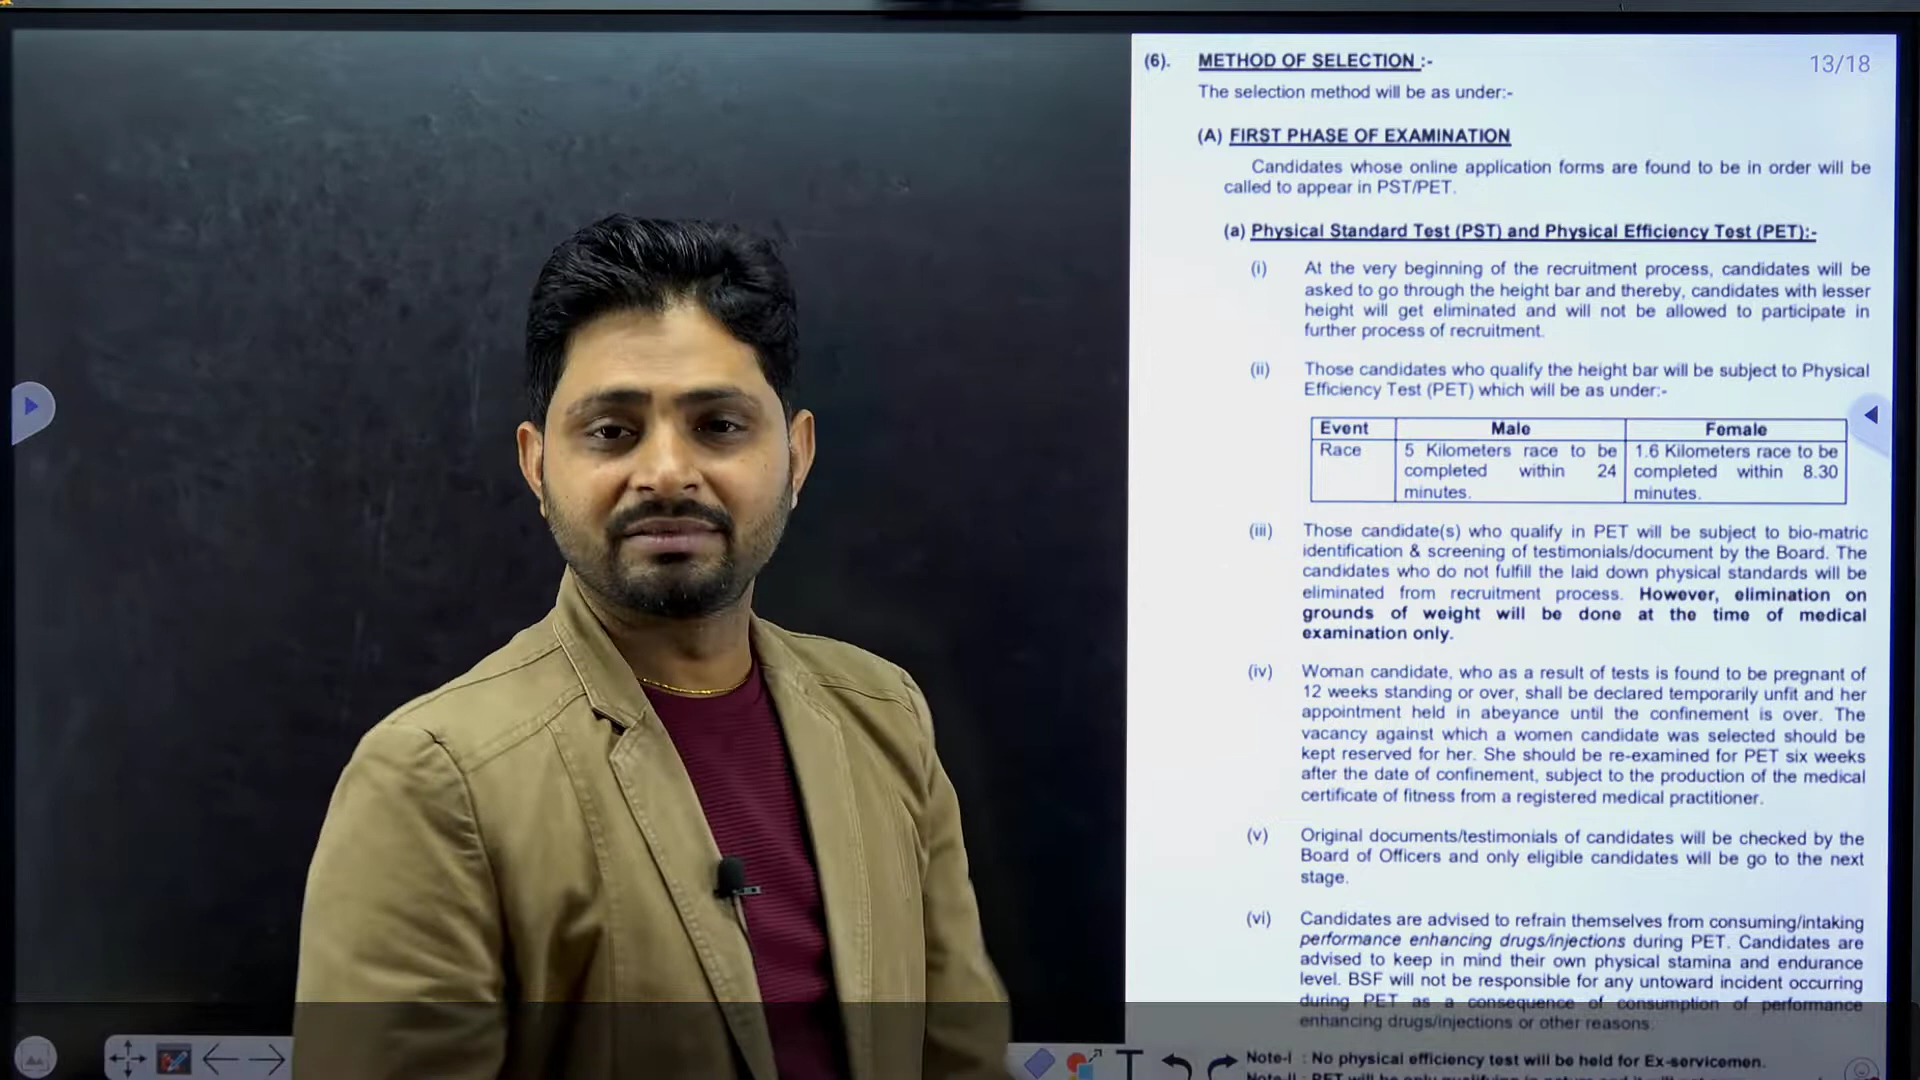 (6). METHOD OF SELECTION :-
13/18
The selection method will be as under:-
(A) FIRST PHASE OF EXAMINATION
Candidates whose online application forms are found to be in order will be
called to appear in PST/PET.
(a) Physical Standard Test (PST) and Physical Efficiency Test (PET):-
(i) At the very beginning of the recruitment process, candidates will be
asked to go through the height bar and thereby, candidates with lesser
height will get eliminated and will not be allowed to participate in
further process of recruitment.
(ii) Those candidates who qualify the height bar will be subject to Physical
Efficiency Test (PET) which will be as under:-
Event Male Female
Race 5 Kilometers race to be 1.6 Kilometers race to be
completed within 24 completed within 8.30
minutes. minutes.
(iii) Those candidate(s) who qualify in PET will be subject to bio-matric
identification & screening of testimonials/document by the Board. The
candidates who do not fulfill the laid down physical standards will be
eliminated from recruitment process. However, elimination on
grounds of weight will be done at the time of medical
examination only.
(iv) Woman candidate, who as a result of tests is found to be pregnant of
12 weeks standing or over, shall be declared temporarily unfit and her
appointment held in abeyance until the confinement is over. The
vacancy against which a women candidate was selected should be
kept reserved for her. She should be re-examined for PET six weeks
after the date of confinement, subject to the production of the medical
certificate of fitness from a registered medical practitioner.
(v) Original documents/testimonials of candidates will be checked by the
Board of Officers and only eligible candidates will be go to the next
stage.
(vi) Candidates are advised to refrain themselves from consuming/intaking
performance enhancing drugs/injections during PET. Candidates are
advised to keep in mind their own physical stamina and endurance
level. BSF will not be responsible for any untoward incident occurring
during PET as a consequence of consumption of performance
enhancing drugs/injections or other reasons.
T
Note-I : No physical efficiency test will be held for Ex-servicemen.